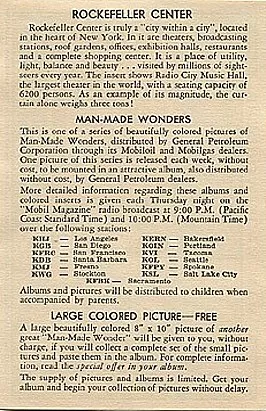 ROCKEFELLER CENTER
Rockefeller Center is truly a "city within a city", located
in the heart of New York. In it are theaters, broadcasting
stations, roof gardens, offices, exhibition halls, restaurants
and a complete shopping center. It is a place of utility,
light, balance and beauty . . . visited by millions of sight-
seers every year. The insert shows Radio City Music Hall,
the largest theater in the world, with a seating capacity of
6200 persons. As an example of its magnitude, the cur-
tain alone weighs three tons!
MAN-MADE WONDERS
This is one of a series of beautifully colored pictures of
Man-Made Wonders, distributed by General Petroleum
Corporation through its Mobiloil and Mobilgas dealers.
One picture of this series is released each week, without
cost, to be mounted in an attractive album, also distributed
without cost, by General Petroleum dealers.
More detailed information regarding these albums and
colored inserts is given each Thursday night on the
"Mobil Magazine" radio broadcast at 9:00 P.M. (Pacific
Coast Standard Time) and 10:00 P.M. (Mountain Time)
over the following stations:
KHJ — Los Angeles KERN — Bakersfield
KGB — San Diego KOIN — Portland
KFRC — San Francisco KVI — Tacoma
KDB — Santa Barbara KOL — Seattle
KMJ — Fresno KFPY — Spokane
KWG — Stockton KSL — Salt Lake City
KFBK — Sacramento
Albums and pictures will be distributed to children when
accompanied by parents.
LARGE COLORED PICTURE—FREE
A large beautifully colored 8" x 10" picture of another
great "Man-Made Wonder" will be given to you, without
charge, if you will collect a complete set of the small pic-
tures and paste them in the album. For complete informa-
tion, read the special offer in your album.
The supply of pictures and albums is limited. Get your
album and begin your collection of pictures without delay.